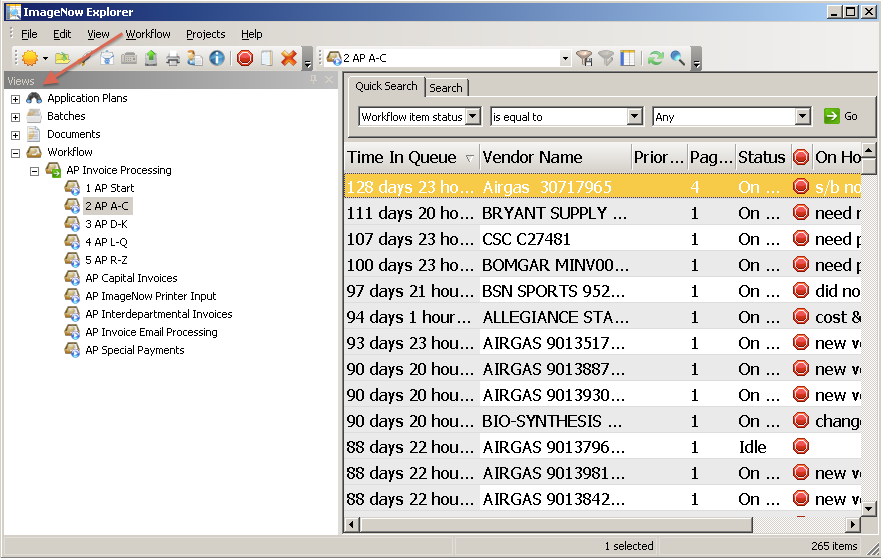 ImageNow Explorer
File Edit View Workflow Projects Help
2 AP A-C
Views
Application Plans
Batches
Documents
Workflow
AP Invoice Processing
1 AP Start
2 AP A-C
3 AP D-K
4 AP L-Q
5 AP R-Z
AP Capital Invoices
AP ImageNow Printer Input
AP Interdepartmental Invoices
AP Invoice Email Processing
AP Special Payments
Quick Search Search
Workflow item status is equal to Any Go
Time In Queue Vendor Name Prior... Pag... Status On Ho
128 days 23 ho... Airgas 30717965 4 On ... s/b no
111 days 20 ho... BRYANT SUPPLY ... 1 On ... need r
107 days 23 ho... CSC C27481 1 On ... need p
100 days 23 ho... BOMGAR MINV00... 1 On ... need p
97 days 21 hou... BSN SPORTS 952... 1 On ... did no
94 days 1 hour... ALLEGIANCE STA... 1 On ... cost &
93 days 23 hou... AIRGAS 9013517... 1 On ... new ve
90 days 20 hou... AIRGAS 9013887... 1 On ... new ve
90 days 20 hou... AIRGAS 9013930... 1 On ... new ve
90 days 20 hou... BIO-SYNTHESIS ... 1 On ... change
88 days 22 hou... AIRGAS 9013796... 1 Idle
88 days 22 hou... AIRGAS 9013981... 1 On ... new ve
88 days 22 hou... AIRGAS 9013842... 1 On ... new ve
1 selected 265 items